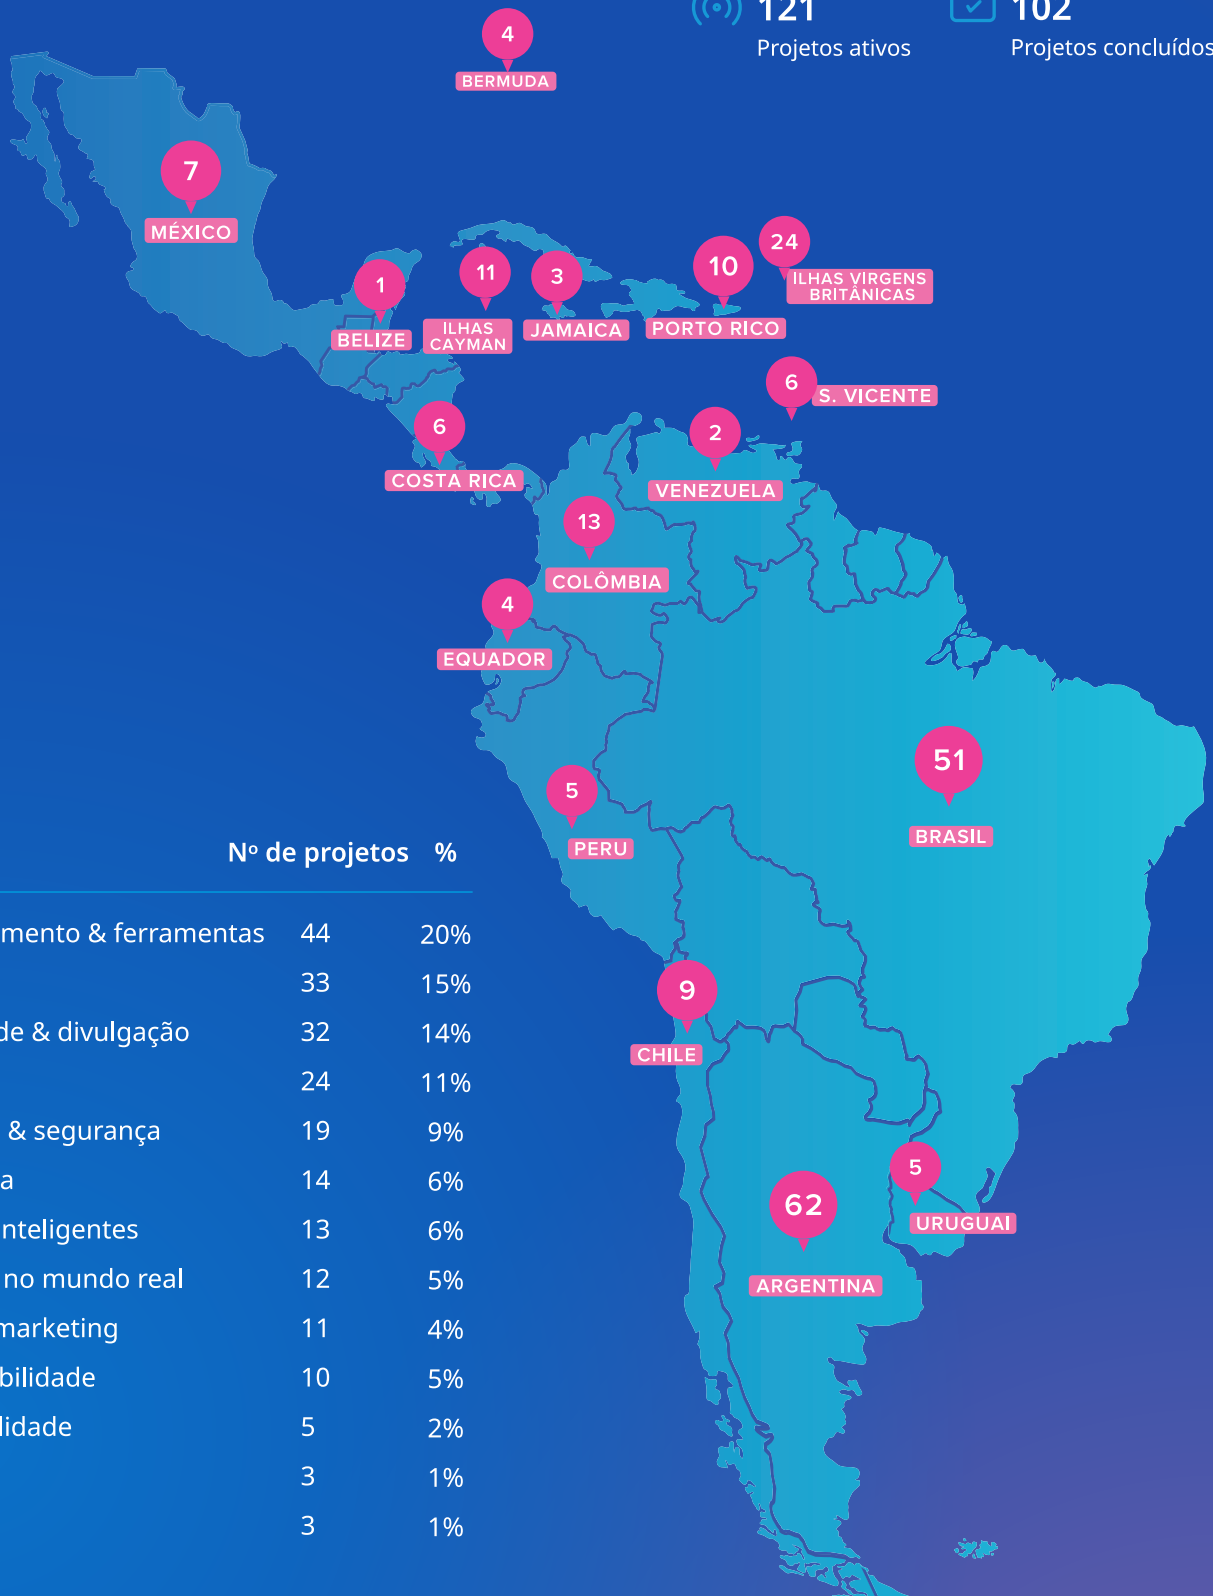 121
102
Projetos ativos
Projetos concluídos
4
BERMUDA
7
MÉXICO
1
BELIZE
11
ILHAS
CAYMAN
3
JAMAICA
10
PORTO RICO
24
ILHAS VIRGENS
BRITÂNICAS
6
S. VICENTE
6
COSTA RICA
2
VENEZUELA
13
COLÔMBIA
4
EQUADOR
51
BRASIL
5
PERU
9
CHILE
5
URUGUAI
62
ARGENTINA
Nº de projetos %
mento & ferramentas 44 20%
33 15%
de & divulgação 32 14%
24 11%
& segurança 19 9%
a 14 6%
nteligentes 13 6%
no mundo real 12 5%
marketing 11 4%
bilidade 10 5%
lidade 5 2%
3 1%
3 1%